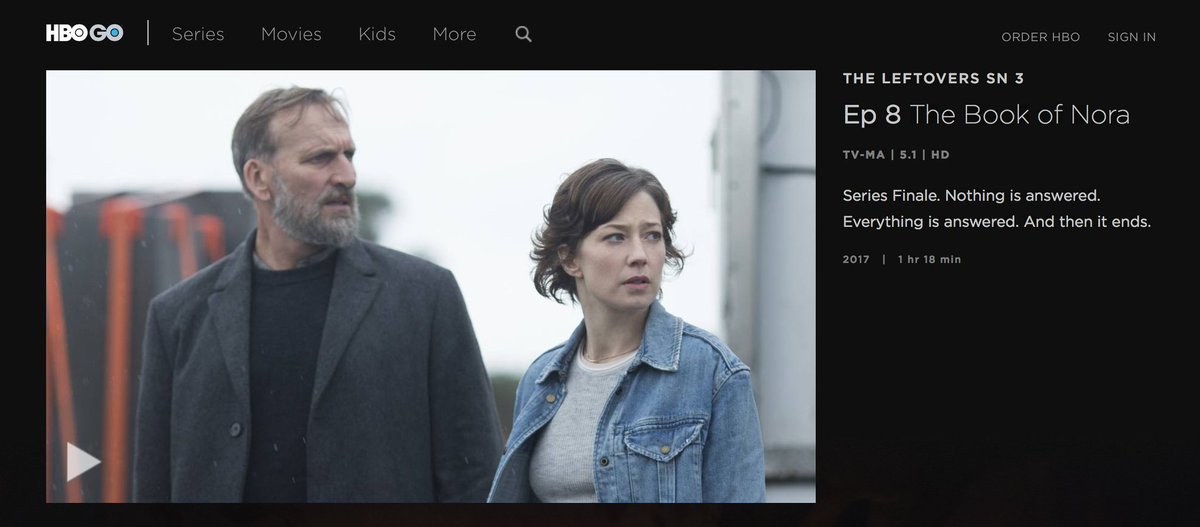 HBO GO Series Movies Kids More ORDER HBO SIGN IN
THE LEFTOVERS SN 3
Ep 8 The Book of Nora
TV-MA | 5.1 | HD
Series Finale. Nothing is answered.
Everything is answered. And then it ends.
2017 | 1 hr 18 min